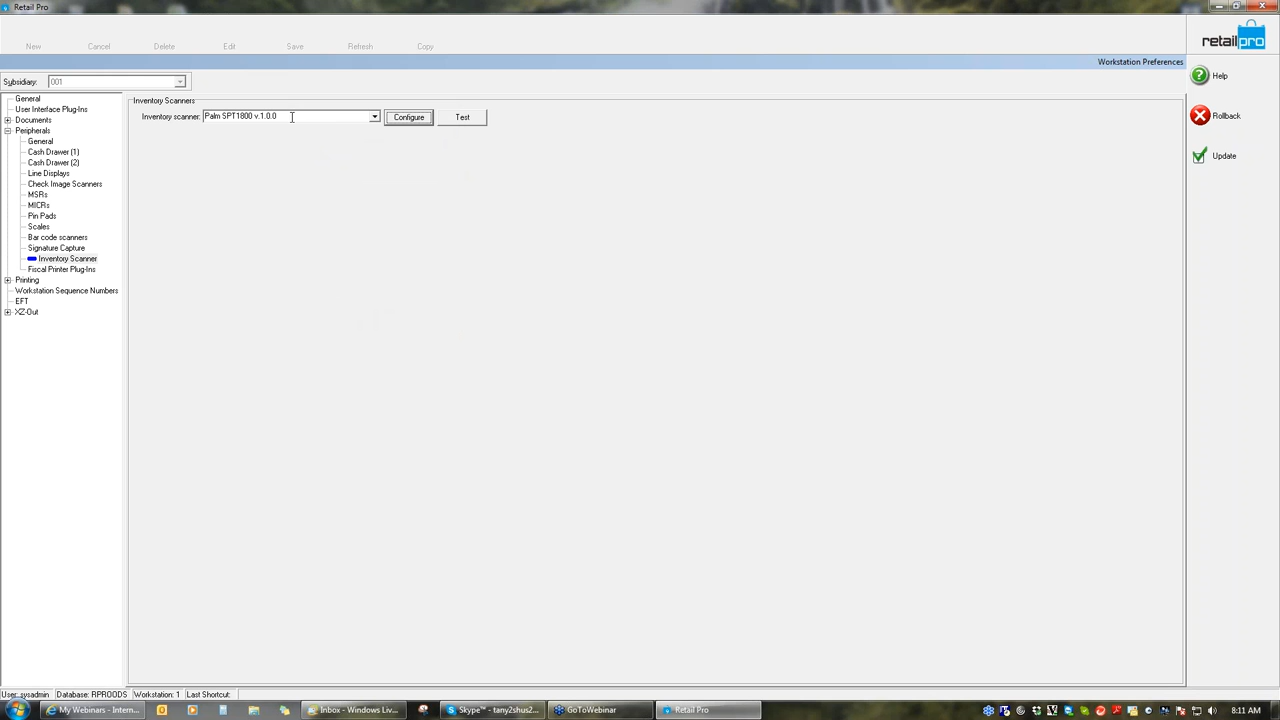 Retail Pro
New Cancel Delete Edit Save Refresh Copy
retailpro
Workstation Preferences
Subsidiary: 001
General
User Interface Plug-Ins
Documents
Peripherals
General
Cash Drawer (1)
Cash Drawer (2)
Line Displays
Check Image Scanners
MSRs
MICRs
Pin Pads
Scales
Bar code scanners
Signature Capture
Inventory Scanner
Fiscal Printer Plug-Ins
Printing
Workstation Sequence Numbers
EFT
XZ-Out
Inventory Scanners
Inventory scanner: Palm SPT1800 v.1.0.0 Configure Test
Help
Rollback
Update
User: sysadmin Database: RPROODS Workstation: 1 Last Shortcut:
My Webinars - Intern... Inbox - Windows Liv... Skype™ - tany2shus2... GoToWebinar Retail Pro 8:11 AM